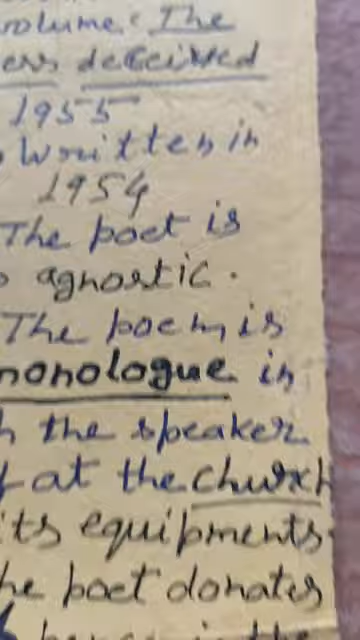 volume: The
ers deceived
1955
Written in
1954
The poet is
agnostic.
The poem is
monologue in
the speaker
at the church
its equipments
he poet donates